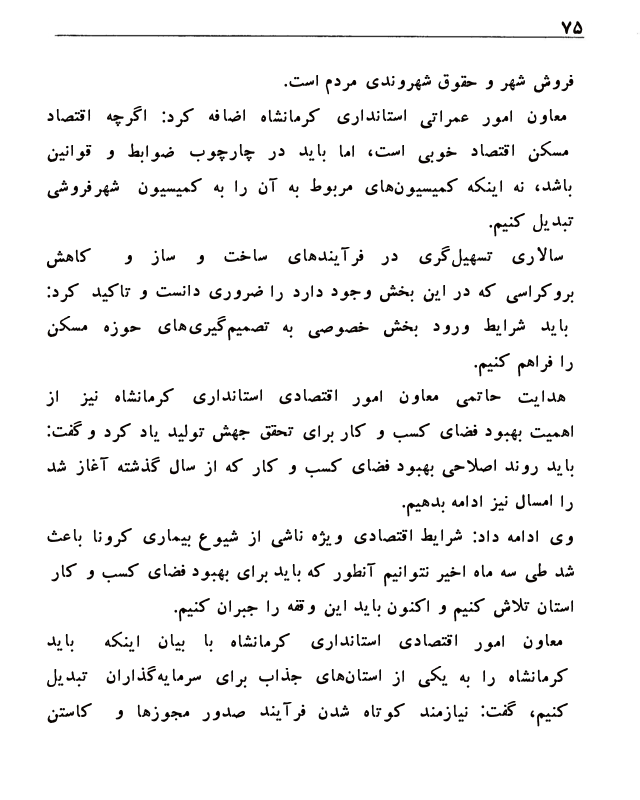 ۷۵
فروش شهر و حقوق شهروندی مردم است.
معاون امور عمراتی استانداری کرمانشاه اضافه کرد: اگرچه اقتصاد
مسکن اقتصاد خوبی است، اما باید در چارچوب ضوابط و قوانین
باشد، نه اینکه کمیسیون‌های مربوط به آن را به کمیسیون شهرفروشی
تبدیل کنیم.
سالاری تسهیل‌گری در فرآیندهای ساخت و ساز و کاهش
بروکراسی که در این بخش وجود دارد را ضروری دانست و تاکید کرد:
باید شرایط ورود بخش خصوصی به تصمیم‌گیری‌های حوزه مسکن
را فراهم کنیم.
هدایت حاتمی معاون امور اقتصادی استانداری کرمانشاه نیز از
اهمیت بهبود فضای کسب و کار برای تحقق جهش تولید یاد کرد و گفت:
باید روند اصلاحی بهبود فضای کسب و کار که از سال گذشته آغاز شد
را امسال نیز ادامه بدهیم.
وی ادامه داد: شرایط اقتصادی ویژه ناشی از شیوع بیماری کرونا باعث
شد طی سه ماه اخیر نتوانیم آنطور که باید برای بهبود فضای کسب و کار
استان تلاش کنیم و اکنون باید این وقفه را جبران کنیم.
معاون امور اقتصادی استانداری کرمانشاه با بیان اینکه باید
کرمانشاه را به یکی از استان‌های جذاب برای سرمایه‌گذاران تبدیل
کنیم، گفت: نیازمند کوتاه شدن فرآیند صدور مجوزها و کاستن